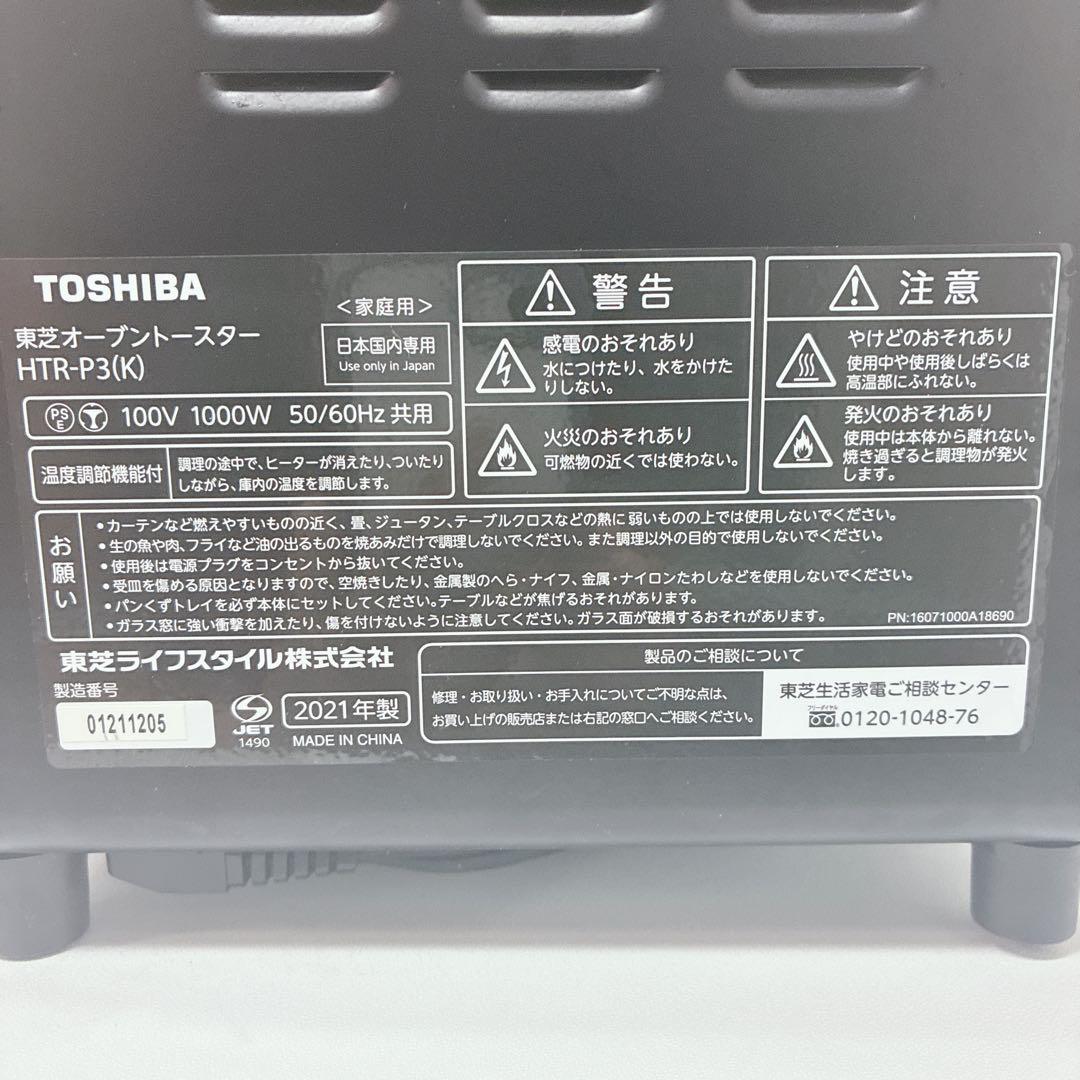 TOSHIBA
東芝オーブントースター
HTR-P3(K)
＜家庭用＞
日本国内専用
Use only in Japan
PS E 100V 1000W 50/60Hz 共用
温度調節機能付
調理の途中で、ヒーターが消えたり、ついたり
しながら、庫内の温度を調節します。
警告
感電のおそれあり
水につけたり、水をかけた
りしない。
火災のおそれあり
可燃物の近くでは使わない。
注意
やけどのおそれあり
使用中や使用後しばらくは
高温部にふれない。
発火のおそれあり
使用中は本体から離れない。
焼き過ぎると調理物が発火
します。
お願い
•カーテンなど燃えやすいものの近く、畳、ジュータン、テーブルクロスなどの熱に弱いものの上では使用しないでください。
•生の魚や肉、フライなど油の出るものを焼あみだけで調理しないでください。また調理以外の目的で使用しないでください。
•使用後は電源プラグをコンセントから抜いてください。
•受皿を傷める原因となりますので、空焼きしたり、金属製のへら・ナイフ、金属・ナイロンたわしなどを使用しないでください。
•パンくずトレイを必ず本体にセットしてください。テーブルなどが焦げるおそれがあります。
•ガラス窓に強い衝撃を加えたり、傷を付けないように注意してください。ガラス面が破損するおそれがあります。
PN:16071000A18690
東芝ライフスタイル株式会社
製造番号
01211205
JET
1490
2021年製
MADE IN CHINA
製品のご相談について
修理・お取り扱い・お手入れについてご不明な点は、
お買い上げの販売店または右記の窓口へご相談ください。
東芝生活家電ご相談センター
フリーダイヤル
0120-1048-76